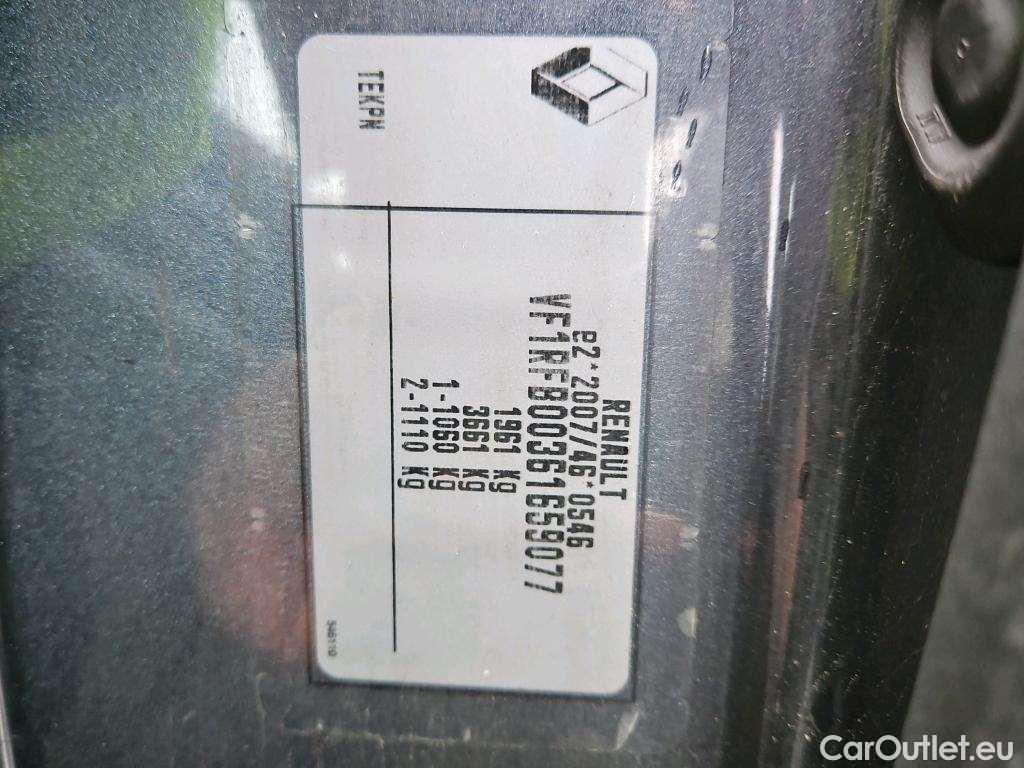 TEKPN
RENAULT
e2*2007/46*0546
VF1RFB00361659077
1961 Kg
3661 Kg
1-1060 Kg
2-1110 Kg
CarOutlet.eu